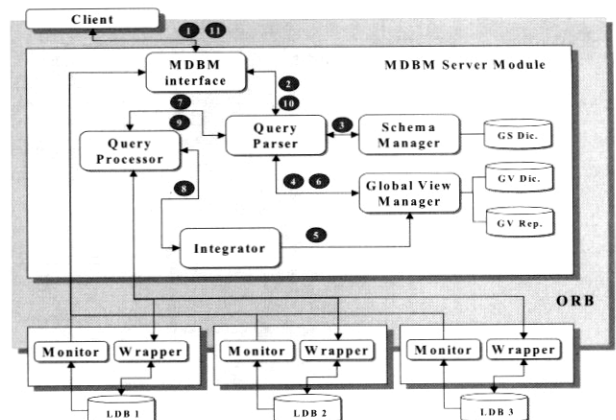 Client
1 11
MDBM
interface
MDBM Server Module
2
10
7
9
Query
Processor
Query
Parser
3
Schema
Manager
GS Dic.
8
4 6
Global View
Manager
GV Dic.
GV Rep.
Integrator
5
ORB
Monitor
Wrapper
Monitor
Wrapper
Monitor
Wrapper
LDB 1
LDB 2
LDB 3